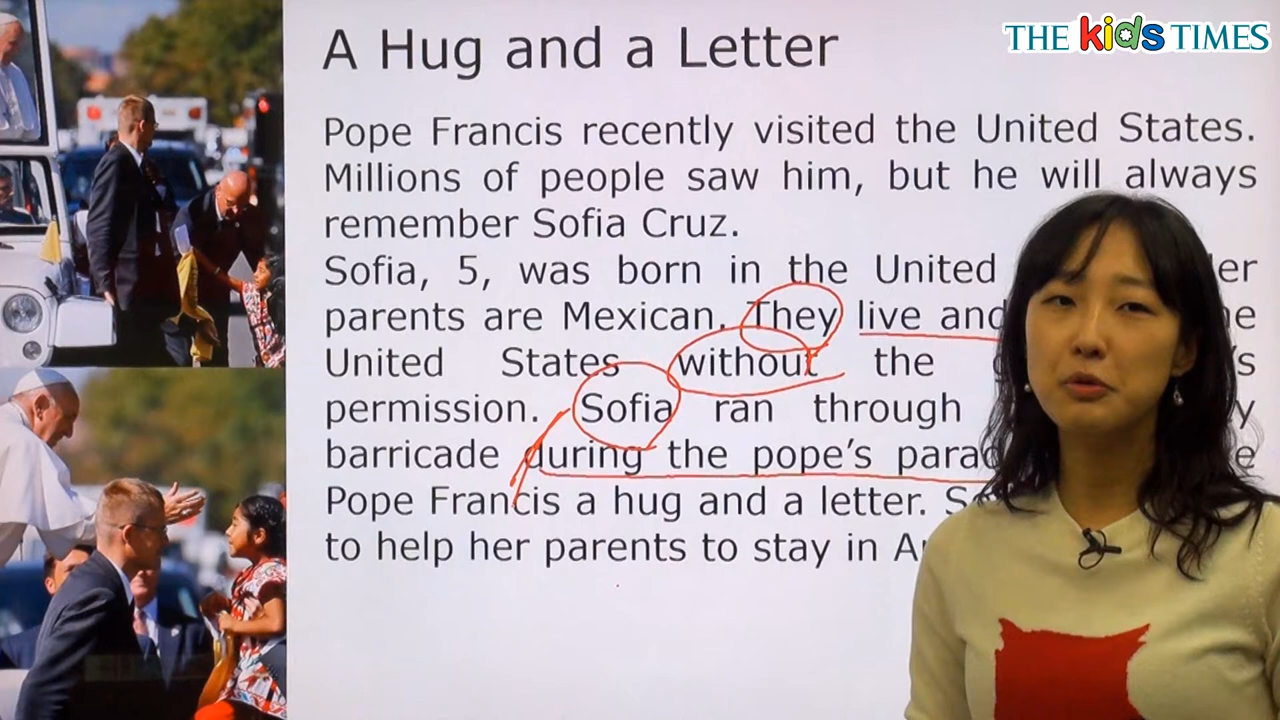 THE kids TIMES
A Hug and a Letter
Pope Francis recently visited the United States.
Millions of people saw him, but he will always
remember Sofia Cruz.
Sofia, 5, was born in the United
parents are Mexican. They live and
United States without the
permission. Sofia ran through
barricade during the pope's
Pope Francis a hug and a letter.
to help her parents to stay in